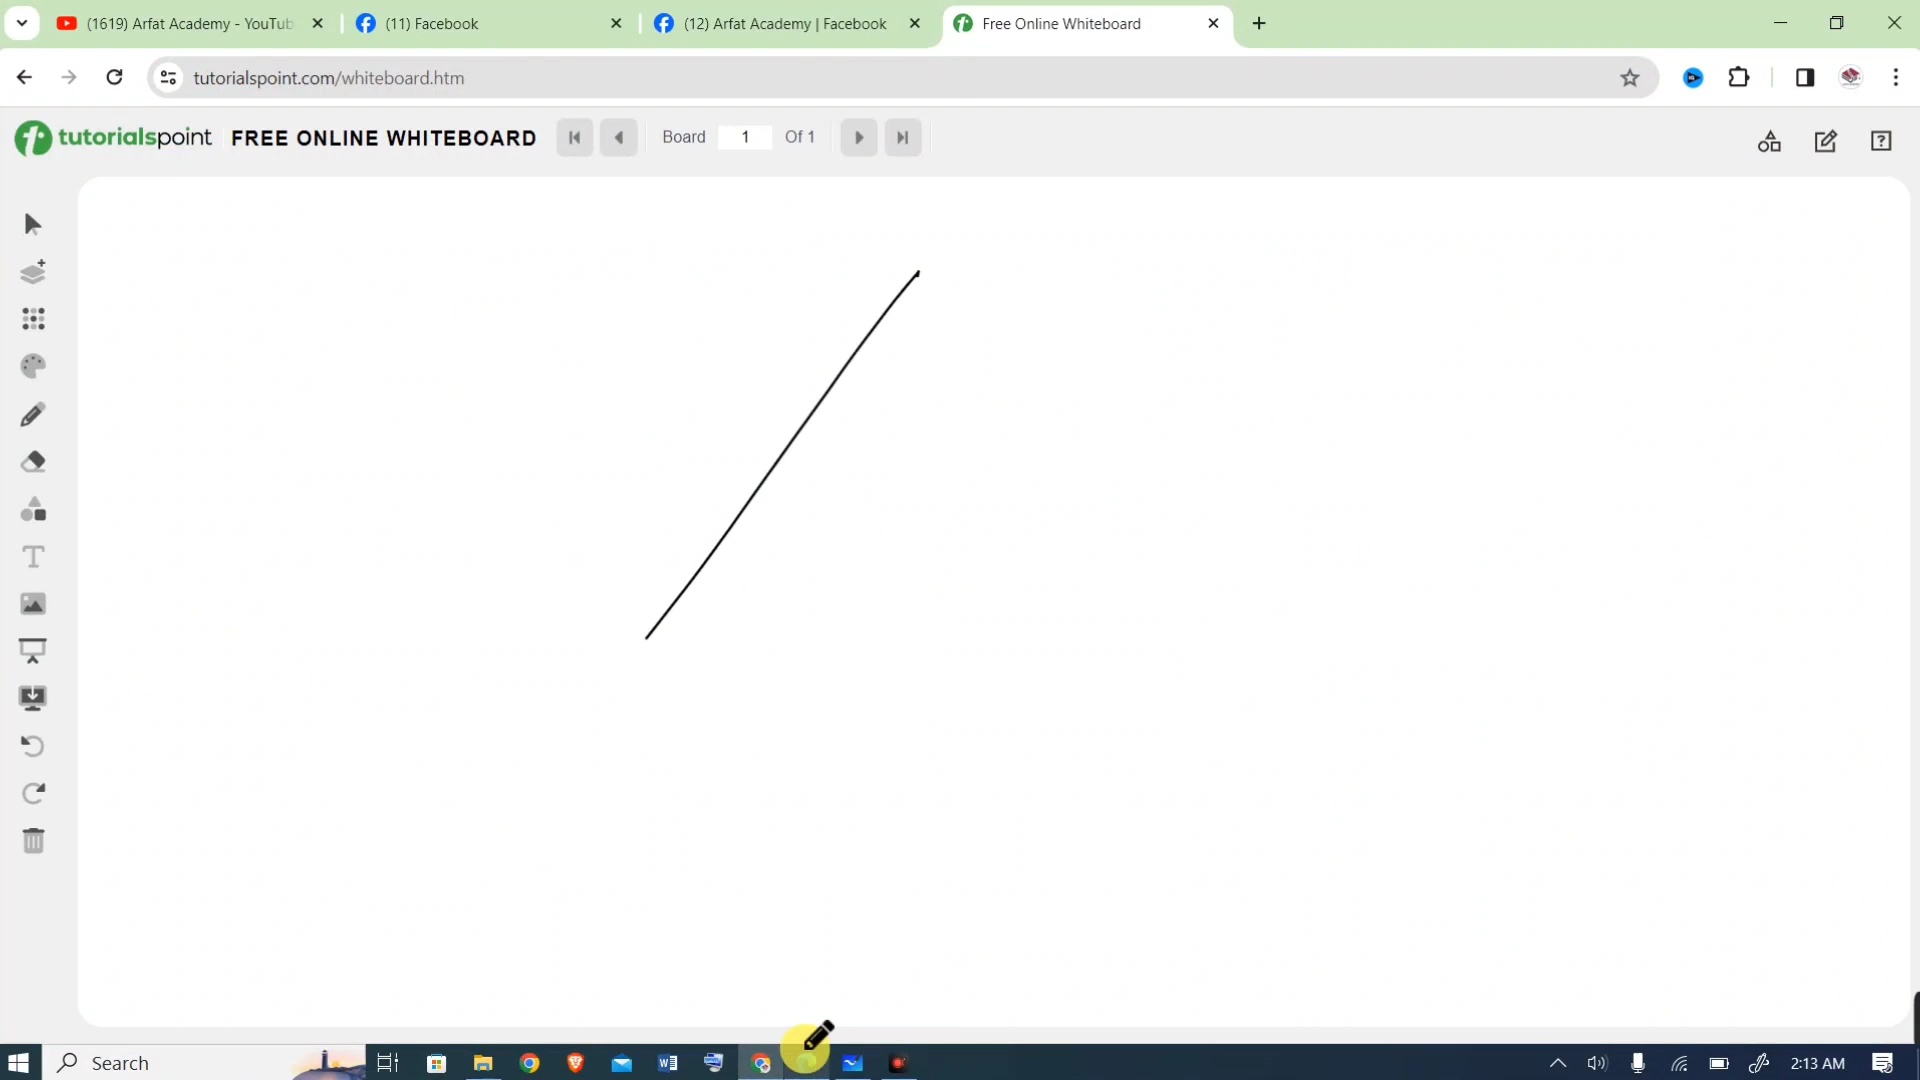 (1619) Arfat Academy - YouTub
(11) Facebook
(12) Arfat Academy | Facebook
Free Online Whiteboard
tutorialspoint.com/whiteboard.htm
tutorialspoint FREE ONLINE WHITEBOARD Board 1 Of 1
Search
2:13 AM